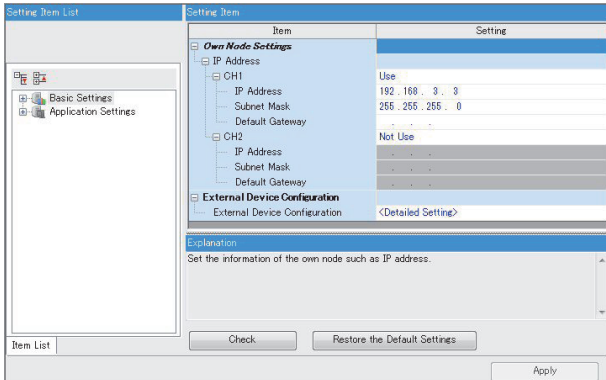 Setting Item List
Basic Settings
Application Settings
Item List
Setting Item
Item Setting
Own Node Settings
IP Address
CH1 Use
IP Address 192 . 168 . 3 . 3
Subnet Mask 255 . 255 . 255 . 0
Default Gateway . . .
CH2 Not Use
IP Address . . .
Subnet Mask . . .
Default Gateway . . .
External Device Configuration
External Device Configuration <Detailed Setting>
Explanation
Set the information of the own node such as IP address.
Check Restore the Default Settings
Apply